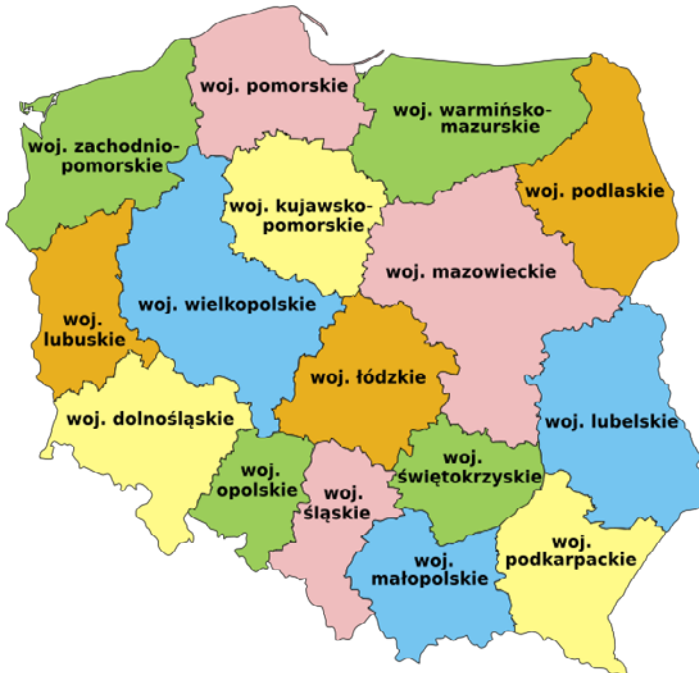 woj. pomorskie
woj. warmińsko-
mazurskie
woj. zachodnio-
pomorskie
woj. podlaskie
woj. kujawsko-
pomorskie
woj. mazowieckie
woj. wielkopolskie
woj.
lubuskie
woj. łódzkie
woj. dolnośląskie
woj. lubelskie
woj.
opolskie
woj.
śląskie
woj.
świętokrzyskie
woj.
małopolskie
woj.
podkarpackie